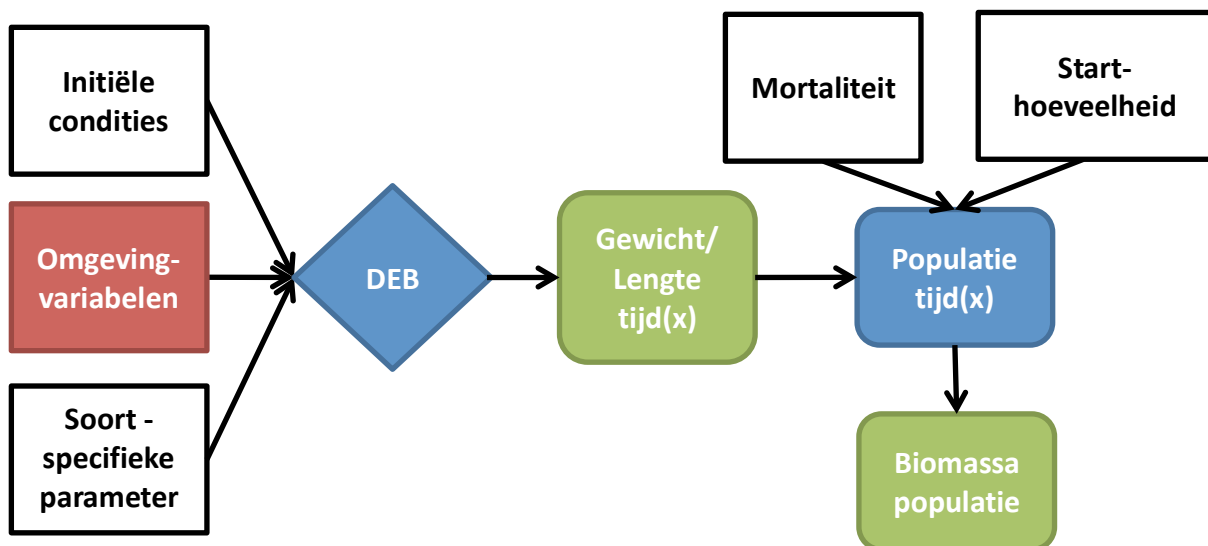 Initiële
condities
Omgeving-
variabelen
Soort -
specifieke
parameter
DEB
Gewicht/
Lengte
tijd(x)
Mortaliteit
Start-
hoeveelheid
Populatie
tijd(x)
Biomassa
populatie